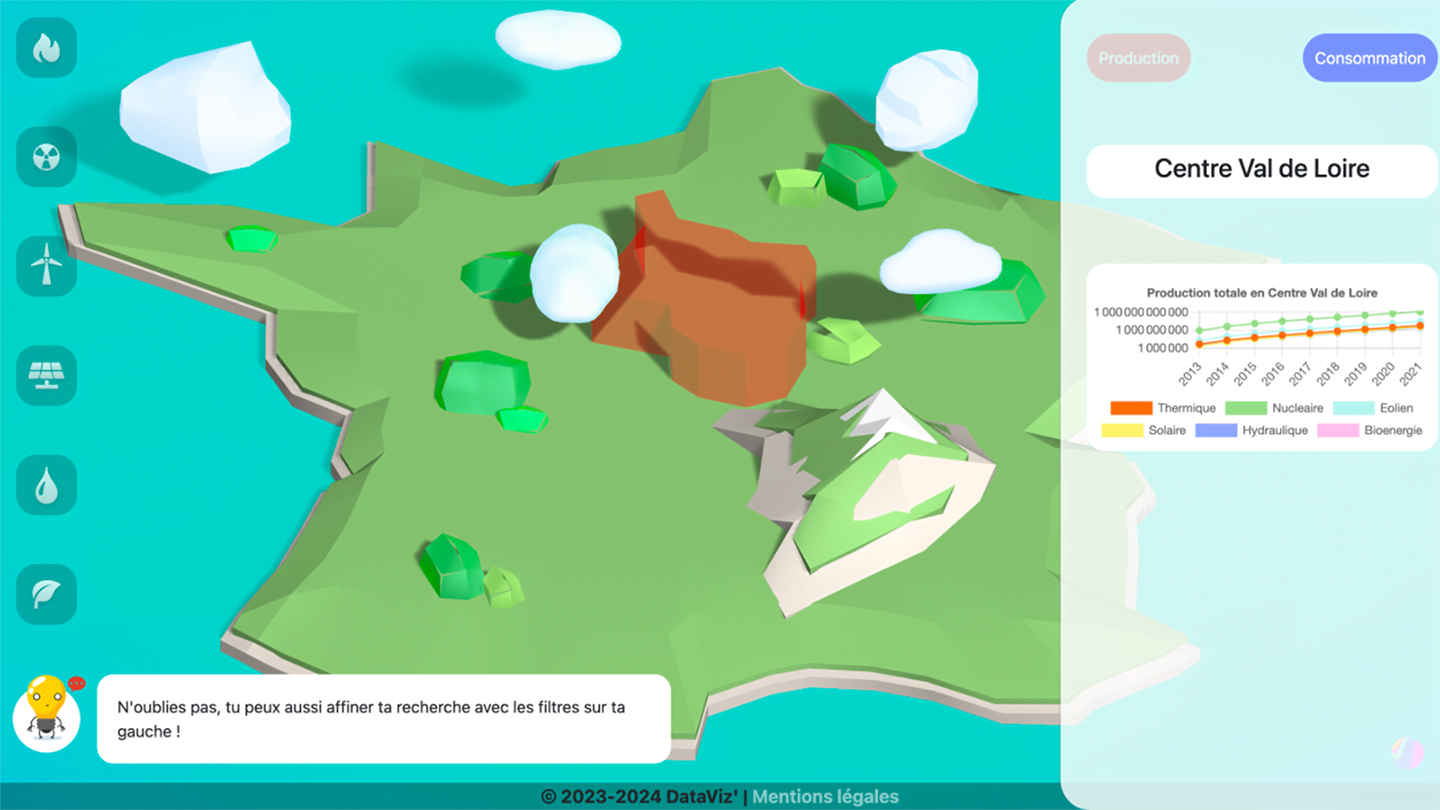 Production
Consommation
Centre Val de Loire
Production totale en Centre Val de Loire
1 000 000 000 000
1 000 000 000
1 000 000
2013 2014 2015 2016 2017 2018 2019 2020 2021
Thermique Nucleaire Eolien
Solaire Hydraulique Bioenergie
N'oublies pas, tu peux aussi affiner ta recherche avec les filtres sur ta
gauche !
© 2023-2024 DataViz' | Mentions légales